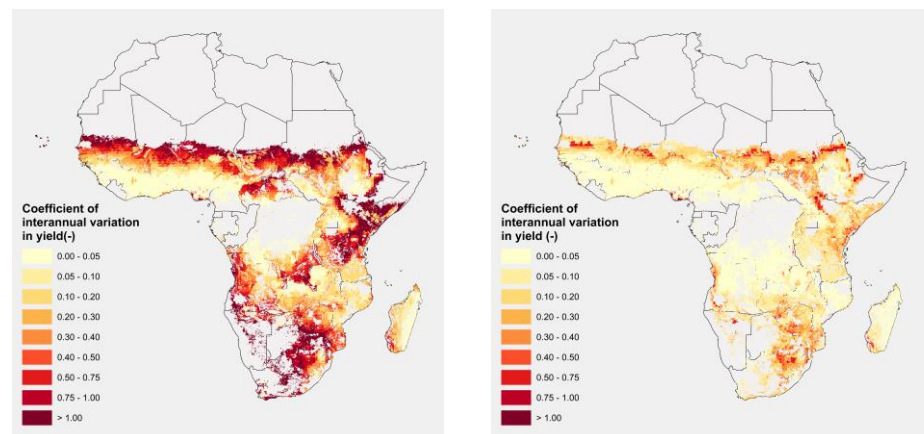 Coefficient of
interannual variation
in yield(-)
0.00 - 0.05
0.05 - 0.10
0.10 - 0.20
0.20 - 0.30
0.30 - 0.40
0.40 - 0.50
0.50 - 0.75
0.75 - 1.00
> 1.00
Coefficient of
interannual variation
in yield (-)
0.00 - 0.05
0.05 - 0.10
0.10 - 0.20
0.20 - 0.30
0.30 - 0.40
0.40 - 0.50
0.50 - 0.75
0.75 - 1.00
> 1.00